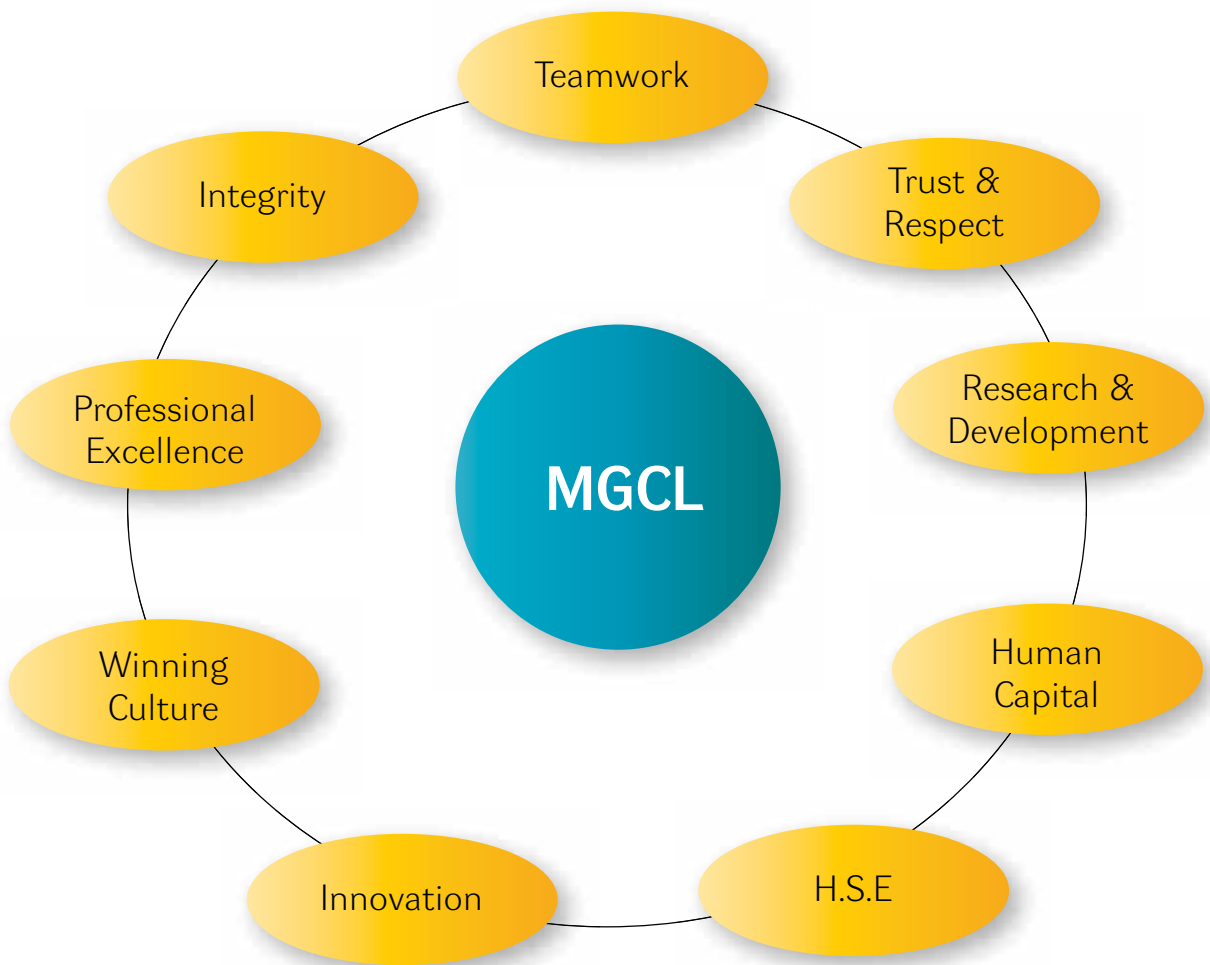 Teamwork
Trust &
Respect
Research &
Development
Human
Capital
H.S.E
Innovation
Winning
Culture
Professional
Excellence
Integrity
MGCL